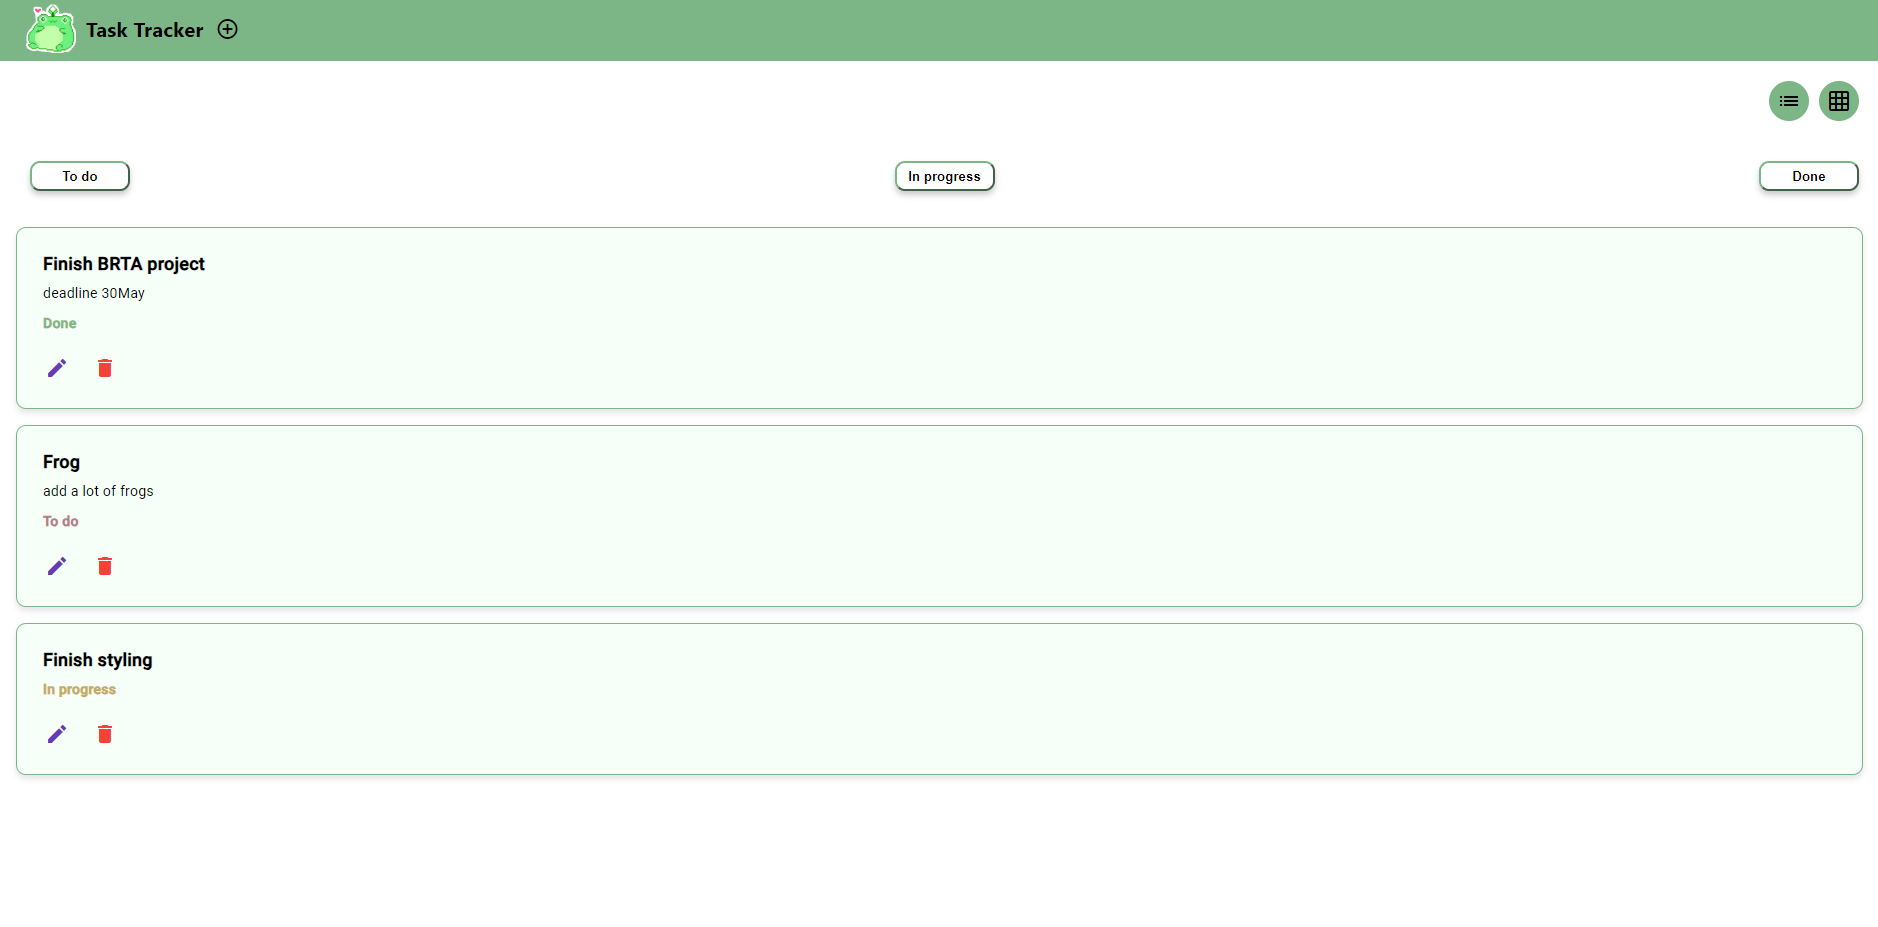 Task Tracker
To do
In progress
Done
Finish BRTA project
deadline 30May
Done
Frog
add a lot of frogs
To do
Finish styling
In progress